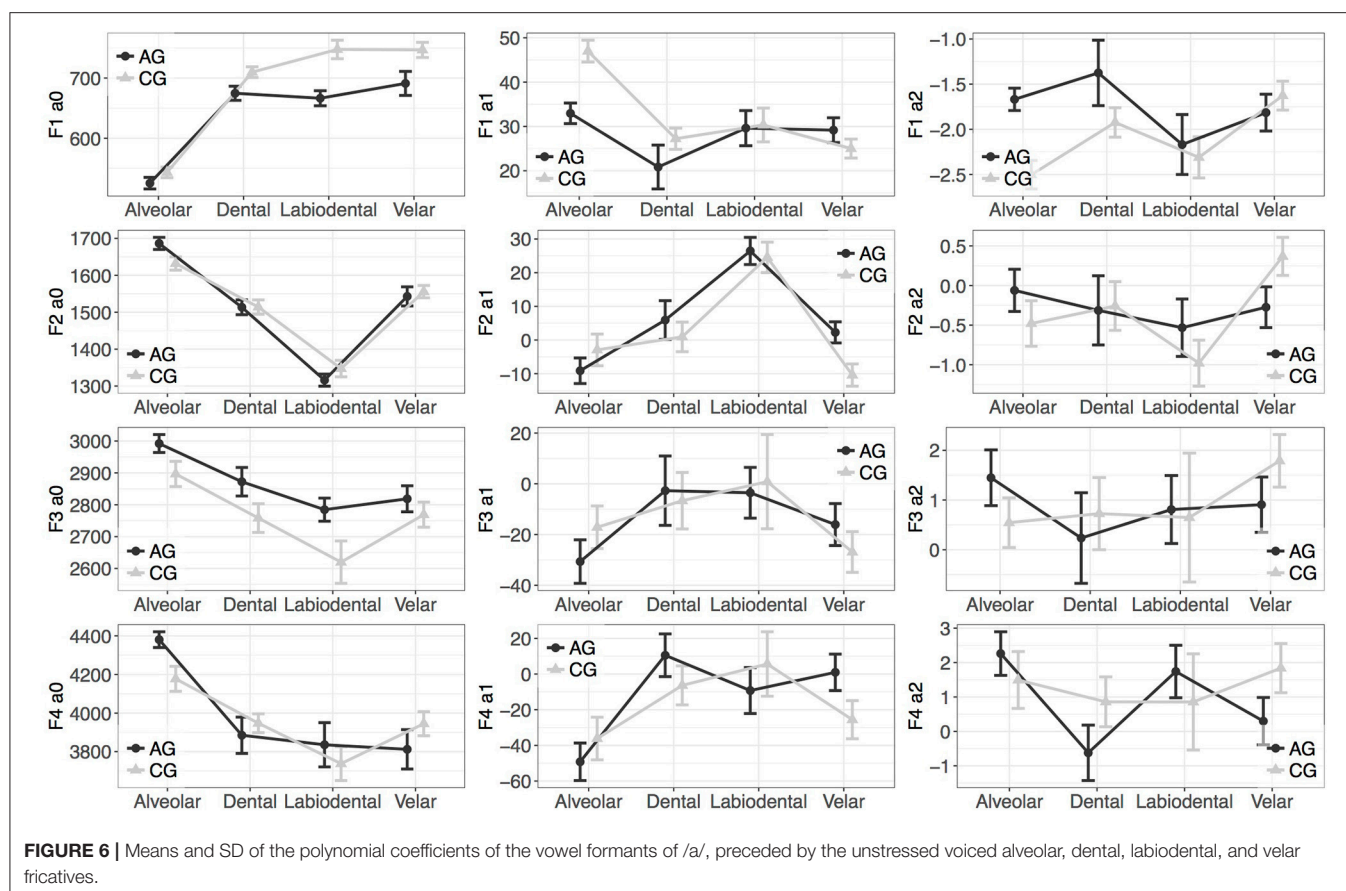 F1 a0
700
600
AG
CG
Alveolar Dental Labiodental Velar
F1 a1
50
40
30
20
AG
CG
Alveolar Dental Labiodental Velar
F1 a2
−1.0
−1.5
−2.0
−2.5
AG
CG
Alveolar Dental Labiodental Velar
F2 a0
1700
1600
1500
1400
1300
AG
CG
Alveolar Dental Labiodental Velar
F2 a1
30
20
10
0
−10
AG
CG
Alveolar Dental Labiodental Velar
F2 a2
0.5
0.0
−0.5
−1.0
AG
CG
Alveolar Dental Labiodental Velar
F3 a0
3000
2900
2800
2700
2600
AG
CG
Alveolar Dental Labiodental Velar
F3 a1
20
0
−20
−40
AG
CG
Alveolar Dental Labiodental Velar
F3 a2
2
1
0
AG
CG
Alveolar Dental Labiodental Velar
F4 a0
4400
4200
4000
3800
AG
CG
Alveolar Dental Labiodental Velar
F4 a1
20
0
−20
−40
−60
AG
CG
Alveolar Dental Labiodental Velar
F4 a2
3
2
1
0
−1
AG
CG
Alveolar Dental Labiodental Velar
FIGURE 6 | Means and SD of the polynomial coefficients of the vowel formants of /a/, preceded by the unstressed voiced alveolar, dental, labiodental, and velar
fricatives.